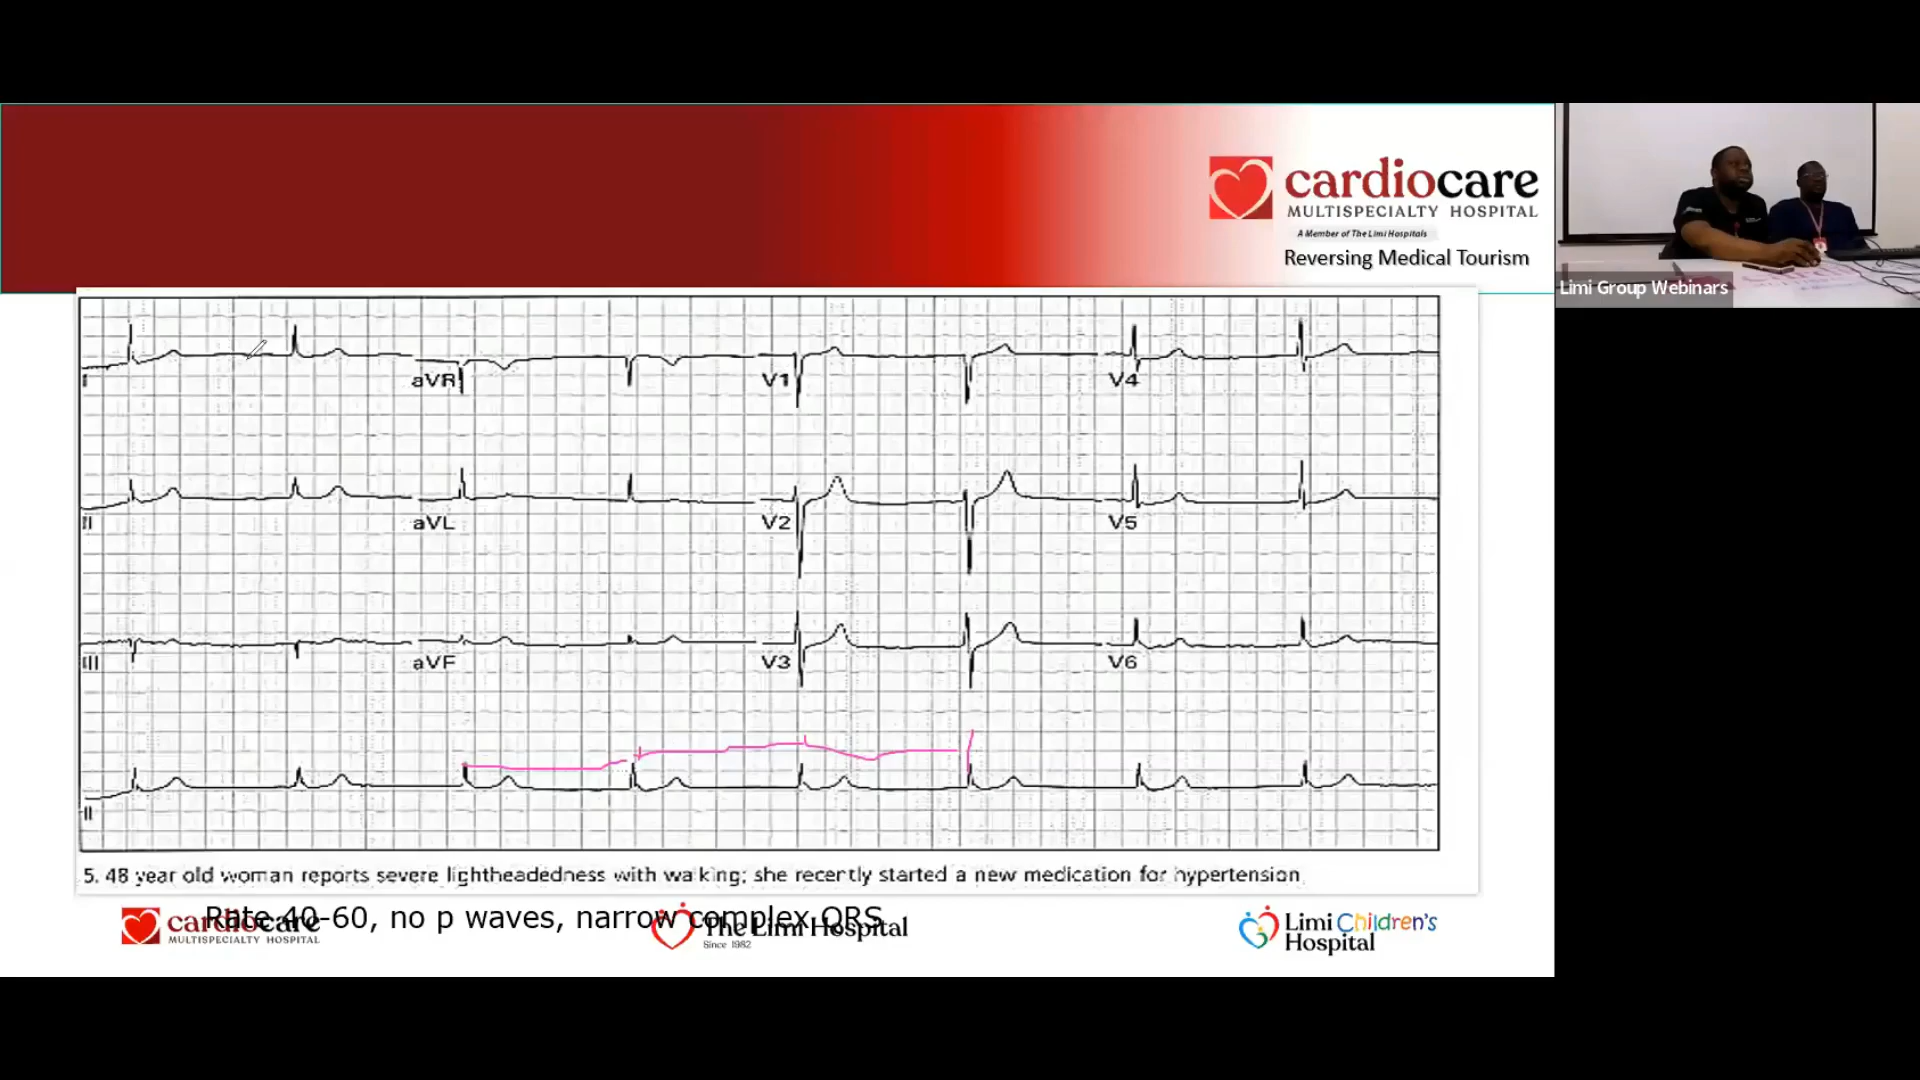 cardiocare
MULTISPECIALTY HOSPITAL
A Member of The Limi Hospitals
Reversing Medical Tourism
Limi Group Webinars
I
aVR
V1
V4
II
aVL
V2
V5
III
aVF
V3
V6
II
5. 48 year old woman reports severe lightheadedness with walking; she recently started a new medication for hypertension
Rate 40-60, no p waves, narrow complex QRS
cardiocare
MULTISPECIALTY HOSPITAL
The Limi Hospital
Since 1982
Limi Children's
Hospital